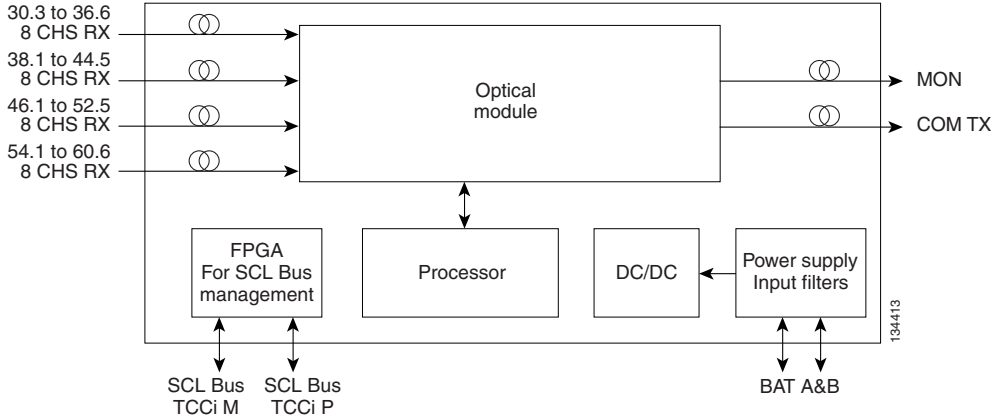 30.3 to 36.6
8 CHS RX
38.1 to 44.5
8 CHS RX
46.1 to 52.5
8 CHS RX
54.1 to 60.6
8 CHS RX
Optical
module
MON
COM TX
FPGA
For SCL Bus
management
Processor
DC/DC
Power supply
Input filters
134413
SCL Bus
TCCi M
SCL Bus
TCCi P
BAT A&B